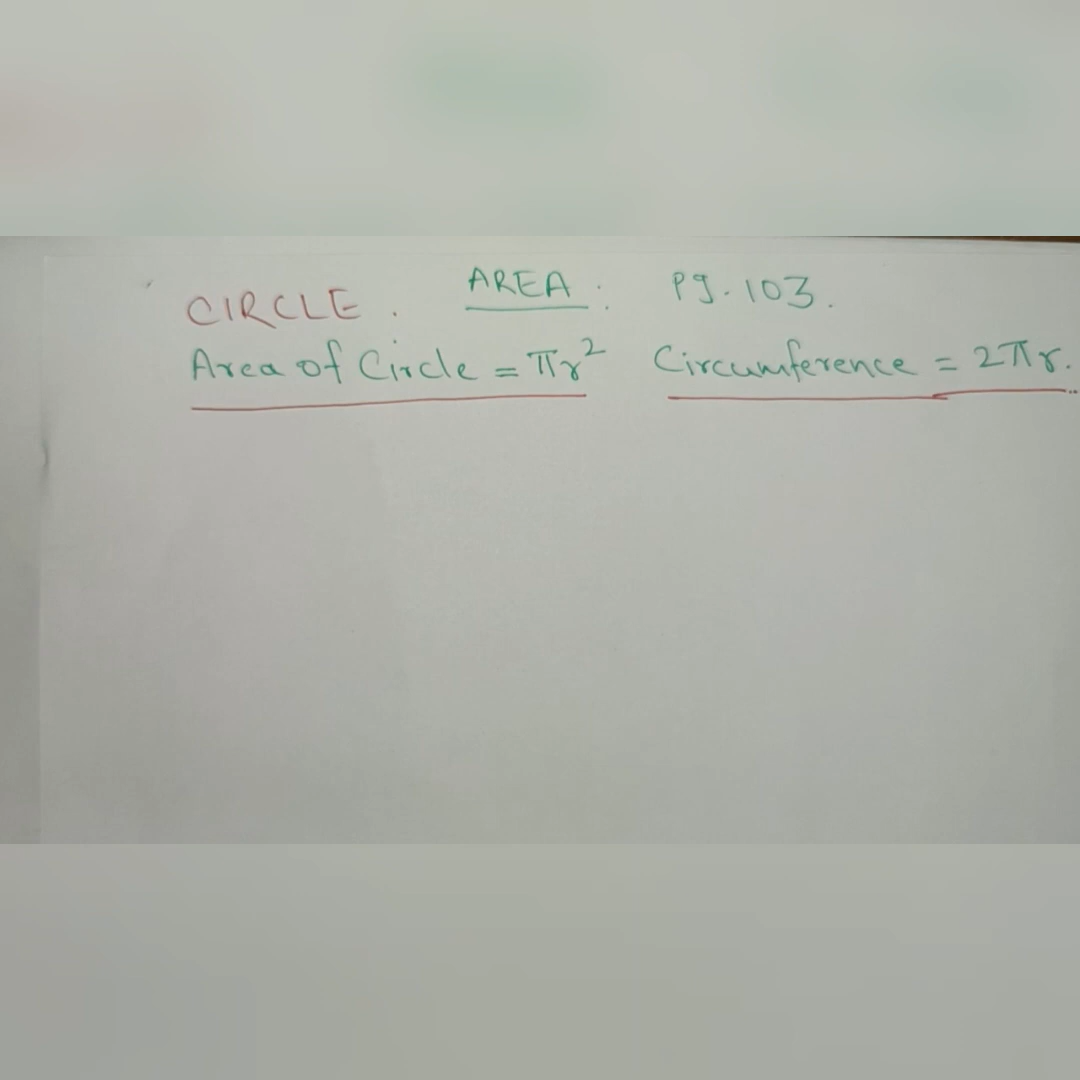 CIRCLE. AREA: Pg. 103.
Area of Circle = πr² Circumference = 2πr.